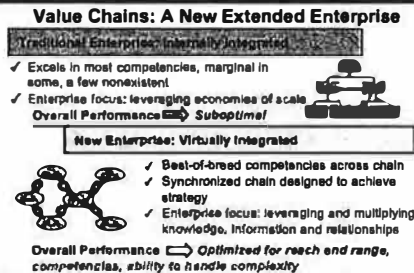 Value Chains: A New Extended Enterprise
Traditional Enterprise: Internally Integrated
✓ Excels in most competencies, marginal in
some, a few nonexistent
✓ Enterprise focus: leveraging economies of scale
Overall Performance ⇨ Suboptimal
New Enterprise: Virtually Integrated
✓ Best-of-breed competencies across chain
✓ Synchronized chain designed to achieve
strategy
✓ Enterprise focus: leveraging and multiplying
knowledge, information and relationships
Overall Performance ⇨ Optimized for reach end range,
competencies, ability to handle complexity